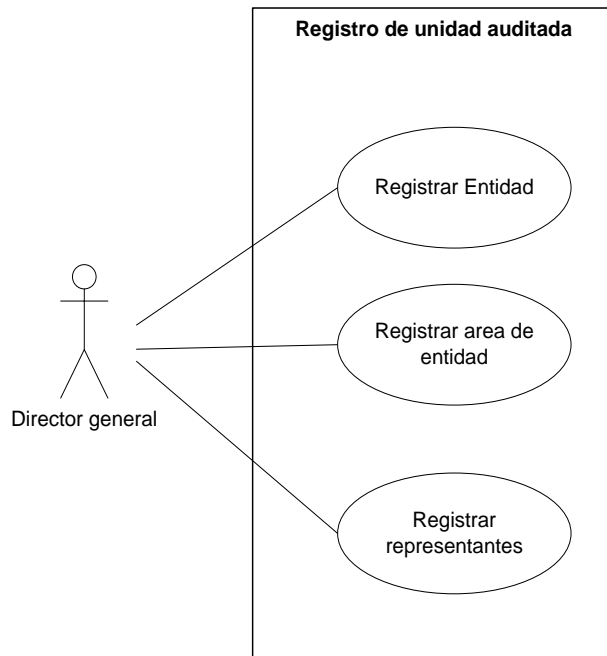 Registro de unidad auditada
Registrar Entidad
Registrar area de
entidad
Director general
Registrar
representantes